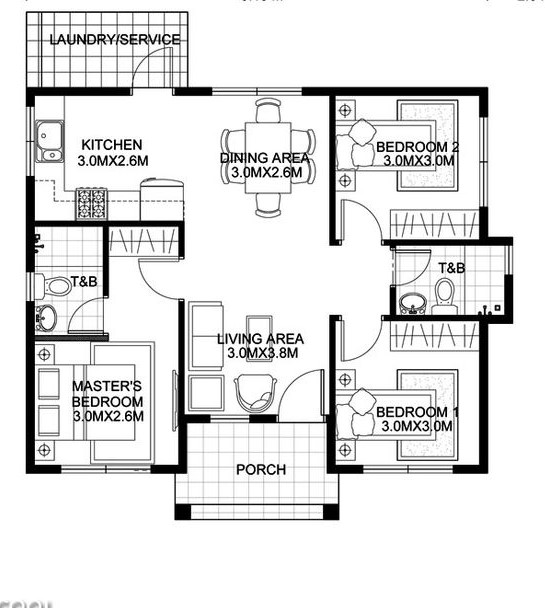 LAUNDRY/SERVICE
KITCHEN
3.0MX2.6M
DINING AREA
3.0MX2.6M
BEDROOM 2
3.0MX3.0M
T&B
T&B
LIVING AREA
3.0MX3.8M
MASTER'S
BEDROOM
3.0MX2.6M
BEDROOM 1
3.0MX3.0M
PORCH